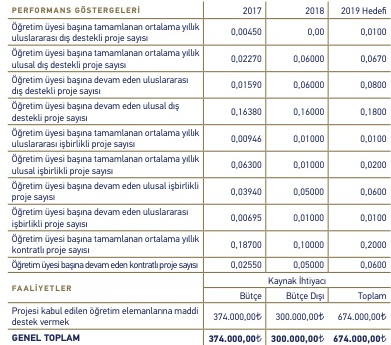 PERFORMANS GÖSTERGELERİ 2017 2018 2019 Hedefi
Öğretim üyesi başına tamamlanan ortalama yıllık
uluslararası dış destekli proje sayısı 0,00450 0,00 0,0100
Öğretim üyesi başına tamamlanan ortalama yıllık
ulusal dış destekli proje sayısı 0,02270 0,06000 0,0670
Öğretim üyesi başına devam eden uluslararası
dış destekli proje sayısı 0,01590 0,06000 0,0800
Öğretim üyesi başına devam eden ulusal dış
destekli proje sayısı 0,16380 0,16000 0,1800
Öğretim üyesi başına tamamlanan ortalama yıllık
uluslararası işbirlikli proje sayısı 0,00946 0,01000 0,0100
Öğretim üyesi başına tamamlanan ortalama yıllık
ulusal işbirlikli proje sayısı 0,06300 0,01000 0,0200
Öğretim üyesi başına devam eden ulusal işbirlikli
proje sayısı 0,03940 0,05000 0,0600
Öğretim üyesi başına devam eden uluslararası
işbirlikli proje sayısı 0,00695 0,01000 0,0100
Öğretim üyesi başına tamamlanan ortalama yıllık
kontratlı proje sayısı 0,18700 0,10000 0,2000
Öğretim üyesi başına devam eden kontratlı proje sayısı 0,02550 0,05000 0,0600
FAALİYETLER Kaynak İhtiyacı
Bütçe Bütçe Dışı Toplam
Projesi kabul edilen öğretim elemanlarına maddi
destek vermek 374.000,00₺ 300.000,00₺ 674.000,00₺
GENEL TOPLAM 374.000,00₺ 300.000,00₺ 674.000,00₺